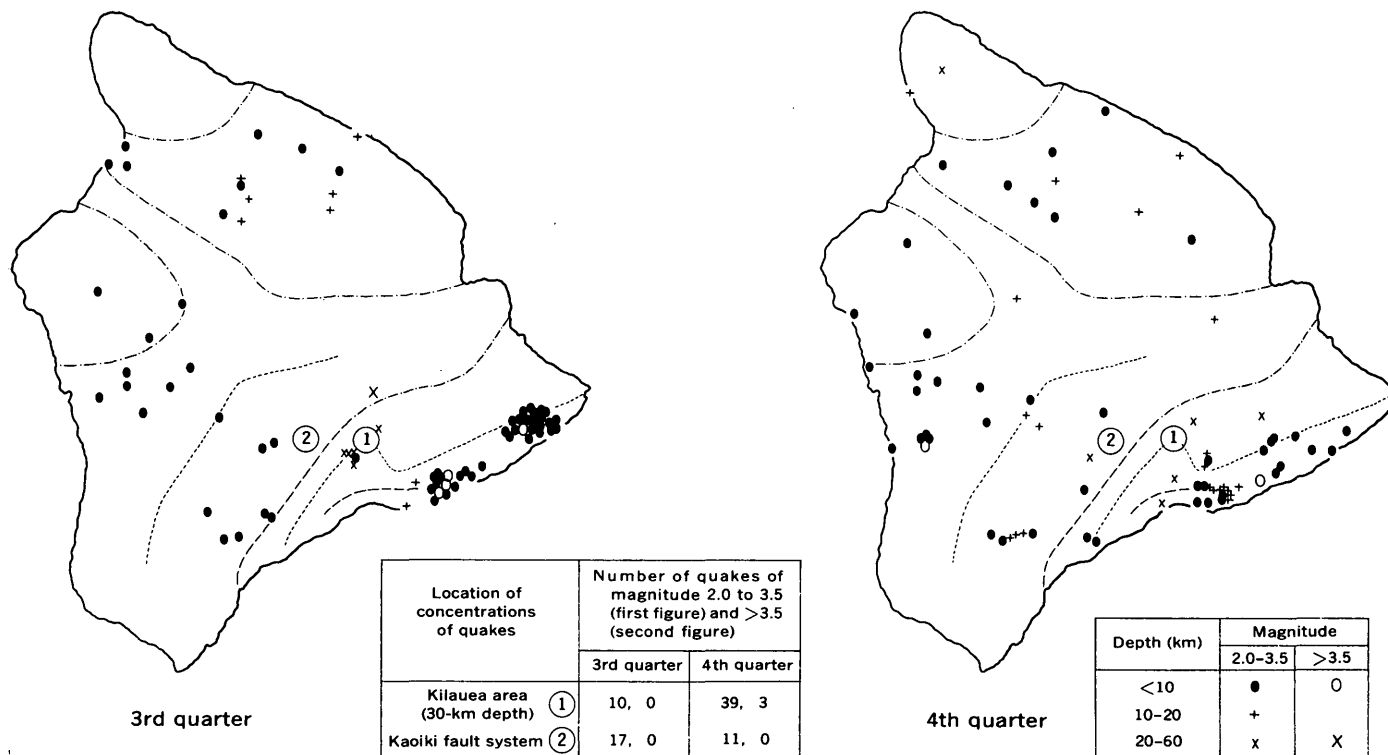 2
1
2
1
Location of concentrations of quakes
Number of quakes of magnitude 2.0 to 3.5 (first figure) and >3.5 (second figure)
3rd quarter 4th quarter
Kilauea area (30-km depth) 1 10, 0 39, 3
Kaoiki fault system 2 17, 0 11, 0
Depth (km) Magnitude
2.0–3.5 >3.5
<10
10–20
20–60
3rd quarter
4th quarter